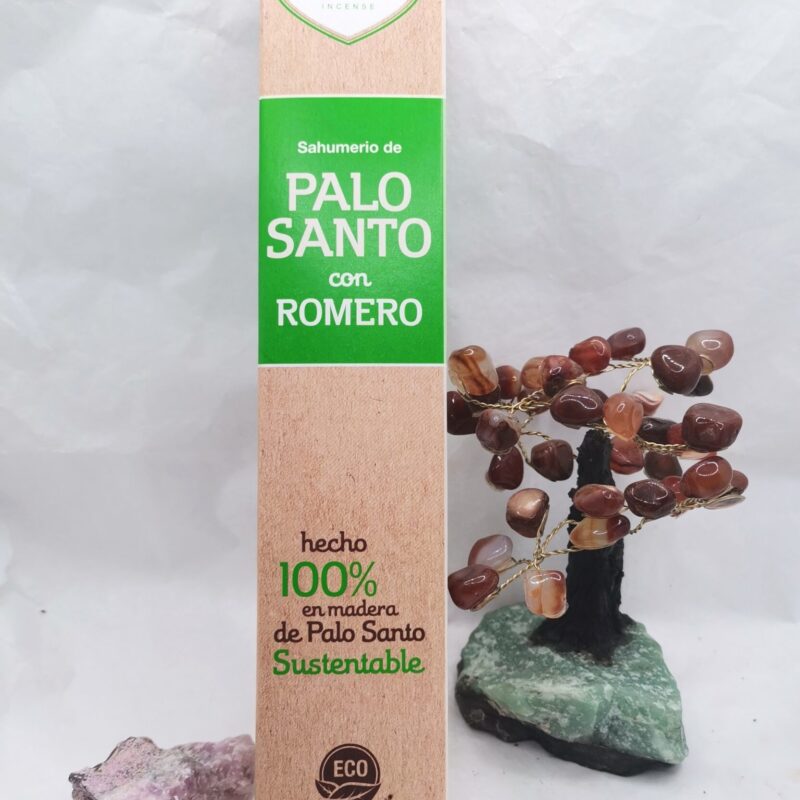 INCENSE
Sahumerio de
PALO
SANTO
con
ROMERO
hecho
100%
en madera
de Palo Santo
Sustentable
ECO